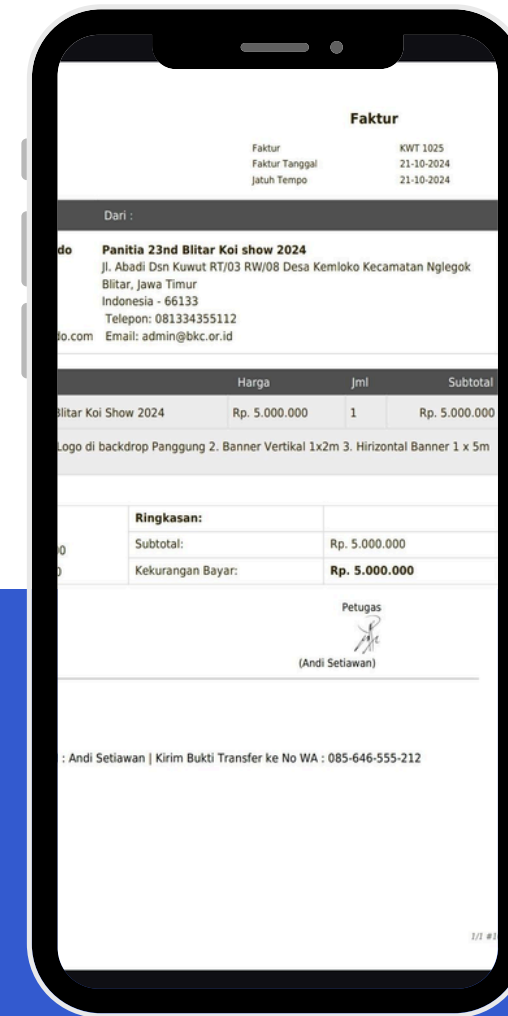 Faktur
Faktur KWT 1025
Faktur Tanggal 21-10-2024
Jatuh Tempo 21-10-2024
Dari :
do Panitia 23nd Blitar Koi show 2024
Jl. Abadi Dsn Kuwut RT/03 RW/08 Desa Kemloko Kecamatan Nglegok
Blitar, Jawa Timur
Indonesia - 66133
Telepon: 081334355112
do.com Email: admin@bkc.or.id
Harga Jml Subtotal
Blitar Koi Show 2024 Rp. 5.000.000 1 Rp. 5.000.000
Logo di backdrop Panggung 2. Banner Vertikal 1x2m 3. Hirizontal Banner 1 x 5m
Ringkasan:
Subtotal: Rp. 5.000.000
Kekurangan Bayar: Rp. 5.000.000
Petugas
(Andi Setiawan)
: Andi Setiawan | Kirim Bukti Transfer ke No WA : 085-646-555-212
1/1